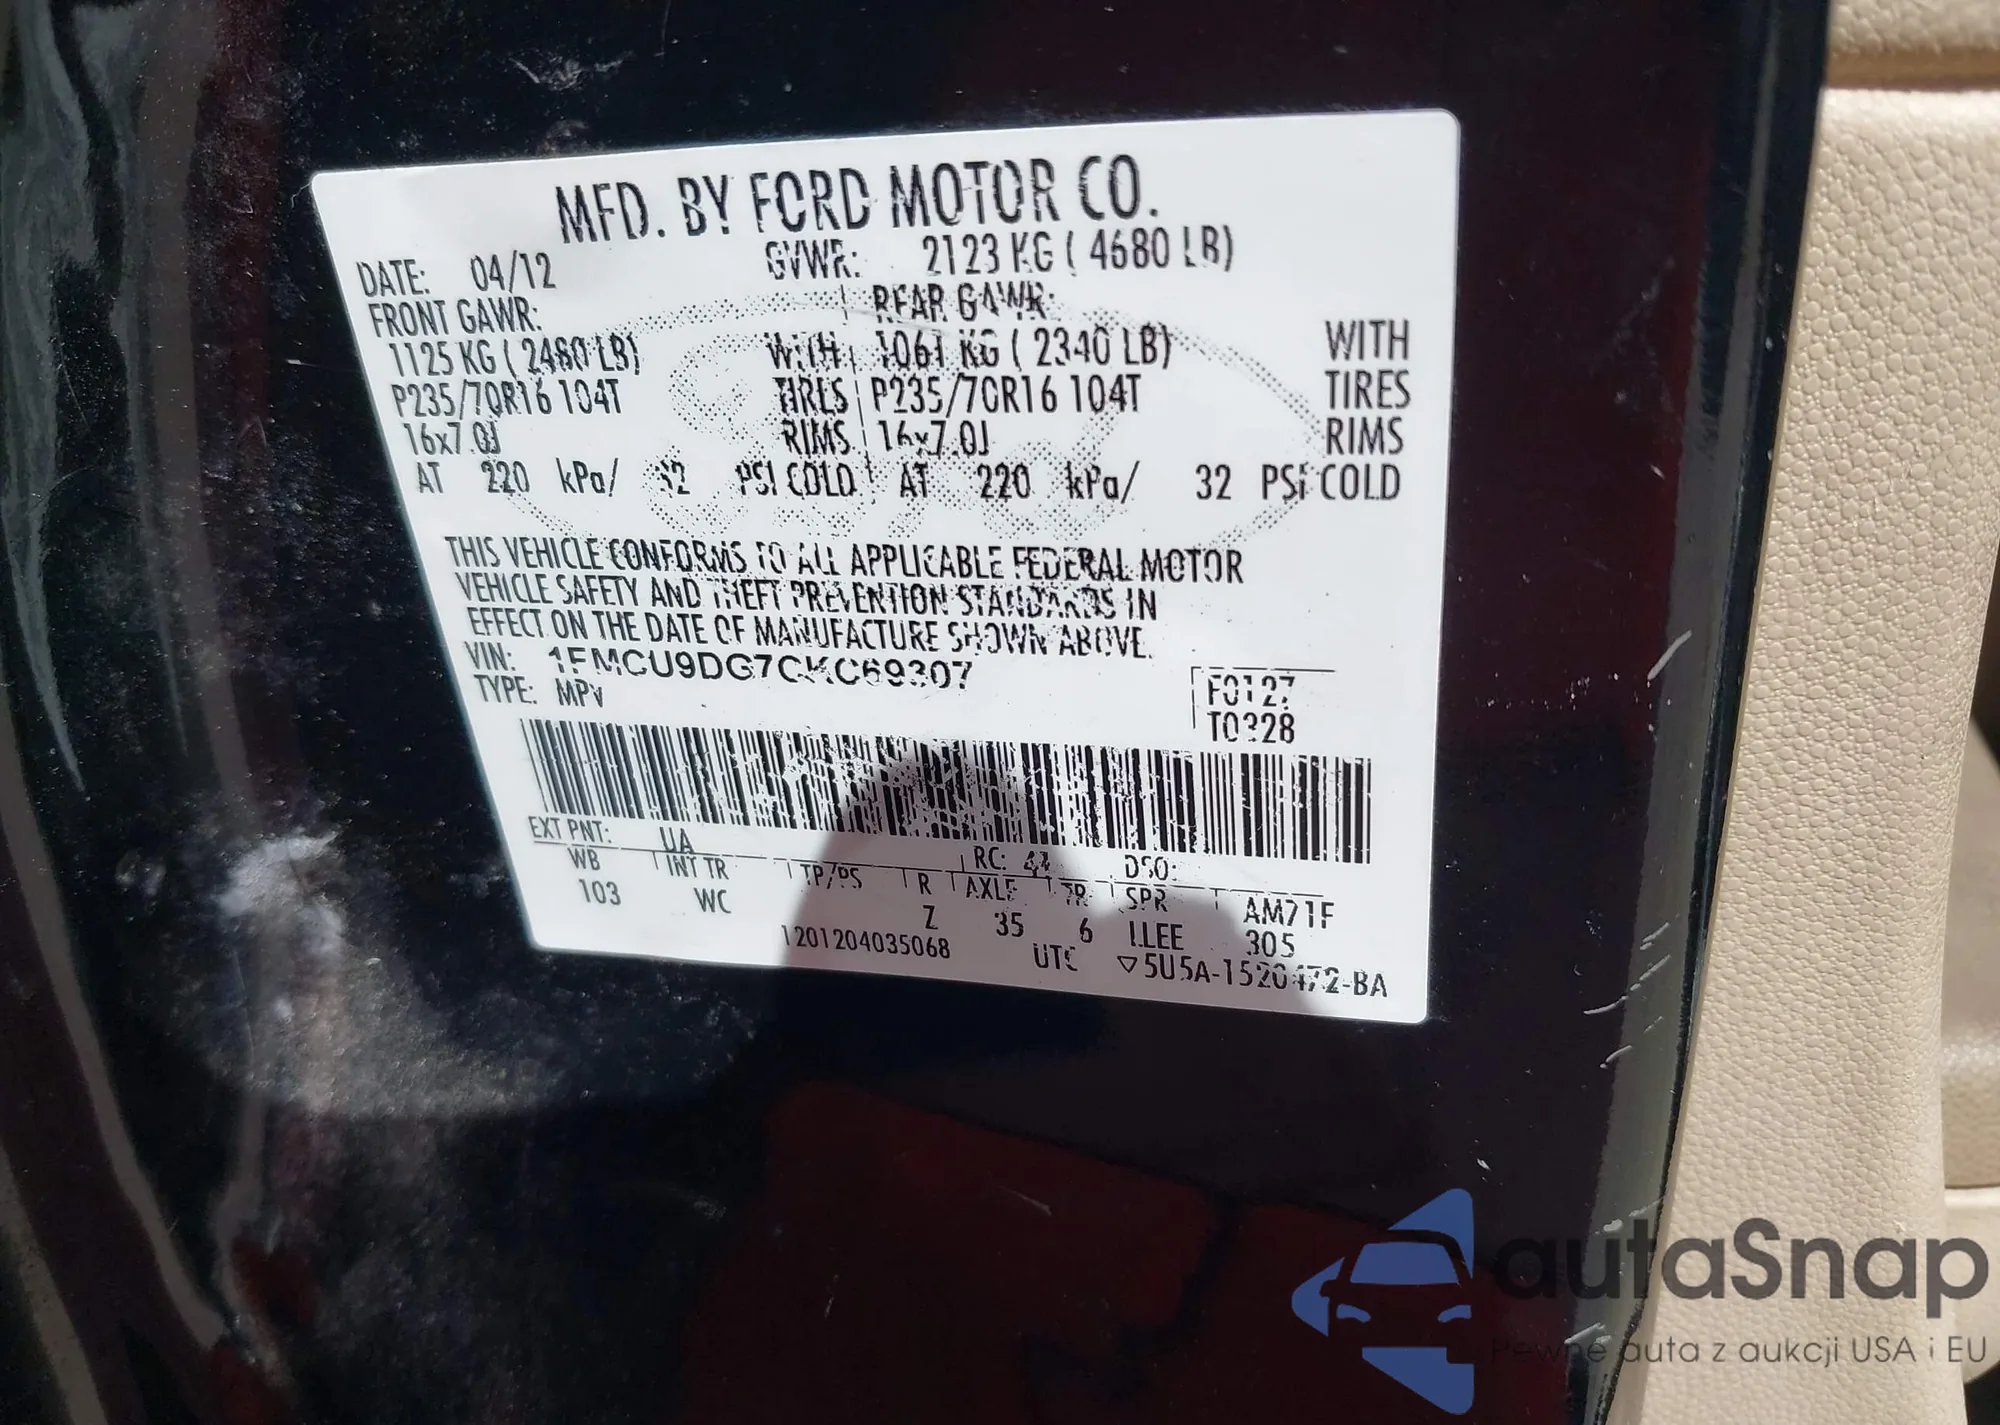 MFD. BY FORD MOTOR CO.
DATE: 04/12 GVWR: 2123 KG ( 4680 LB)
FRONT GAWR: REAR GAWR:
1125 KG ( 2480 LB) WITH 1061 KG ( 2340 LB) WITH
P235/70R16 104T TIRES P235/70R16 104T TIRES
16x7.0J RIMS 16x7.0J RIMS
AT 220 kPa/ 32 PSI COLD AT 220 kPa/ 32 PSI COLD
THIS VEHICLE CONFORMS TO ALL APPLICABLE FEDERAL MOTOR
VEHICLE SAFETY AND THEFT PREVENTION STANDARDS IN
EFFECT ON THE DATE OF MANUFACTURE SHOWN ABOVE.
VIN: 1FMCU9DG7CKC69307
TYPE: MPV
F0127
T0328
EXT PNT: UA RC: 44 DSO:
WB INT TR TP/PS R AXLE TR SPR AM71F
103 WC Z 35 6 LLEE 305
1201204035068 UTC ▽5U5A-1520472-BA
autaSnap
Pewne auta z aukcji USA i EU